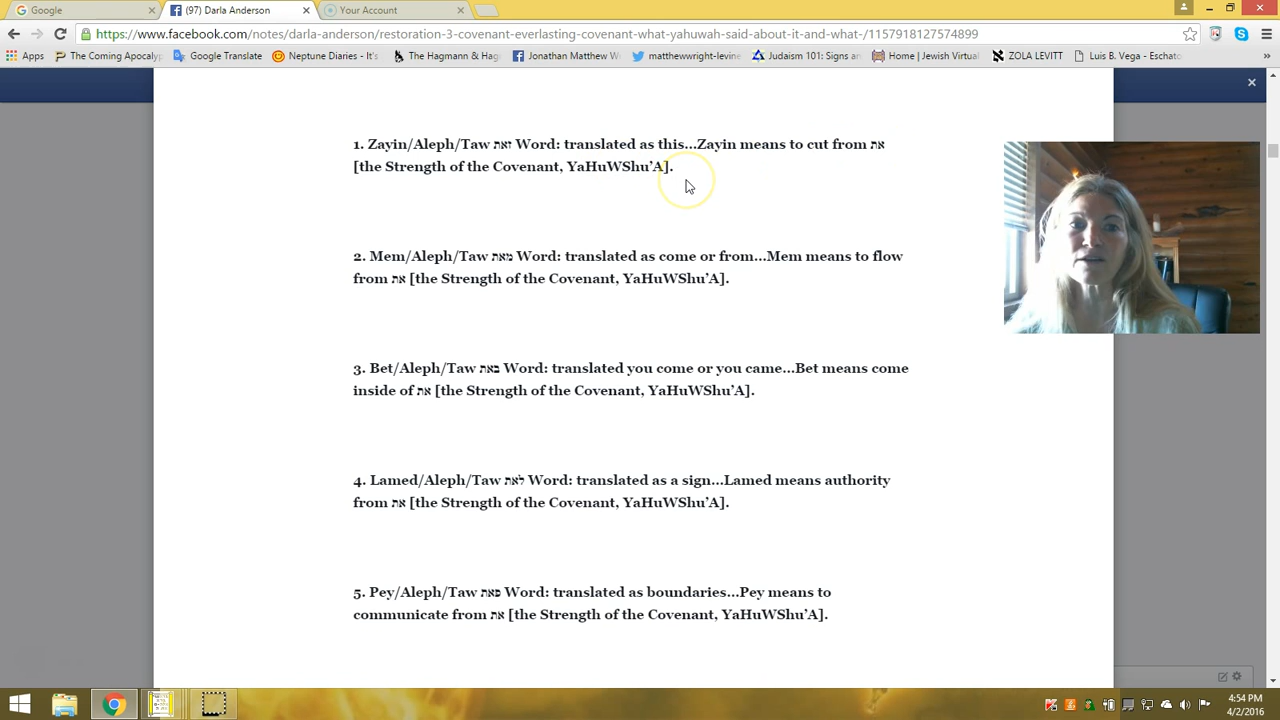 Google
(97) Darla Anderson
Your Account
https://www.facebook.com/notes/darla-anderson/restoration-3-covenant-everlasting-covenant-what-yahuwah-said-about-it-and-what-/1157918127574899
Apps
The Coming Apocalyp
Google Translate
Neptune Diaries - It's
The Hagmann & Hag
Jonathan Matthew W
matthewwright-levine
Judaism 101: Signs an
Home | Jewish Virtual
ZOLA LEVITT
Luis B. Vega - Eschato
1. Zayin/Aleph/Taw זאת Word: translated as this...Zayin means to cut from את
[the Strength of the Covenant, YaHuWShu’A].
2. Mem/Aleph/Taw מאת Word: translated as come or from...Mem means to flow
from את [the Strength of the Covenant, YaHuWShu’A].
3. Bet/Aleph/Taw באת Word: translated you come or you came...Bet means come
inside of את [the Strength of the Covenant, YaHuWShu’A].
4. Lamed/Aleph/Taw לאת Word: translated as a sign...Lamed means authority
from את [the Strength of the Covenant, YaHuWShu’A].
5. Pey/Aleph/Taw פאת Word: translated as boundaries...Pey means to
communicate from את [the Strength of the Covenant, YaHuWShu’A].
4:54 PM
4/2/2016